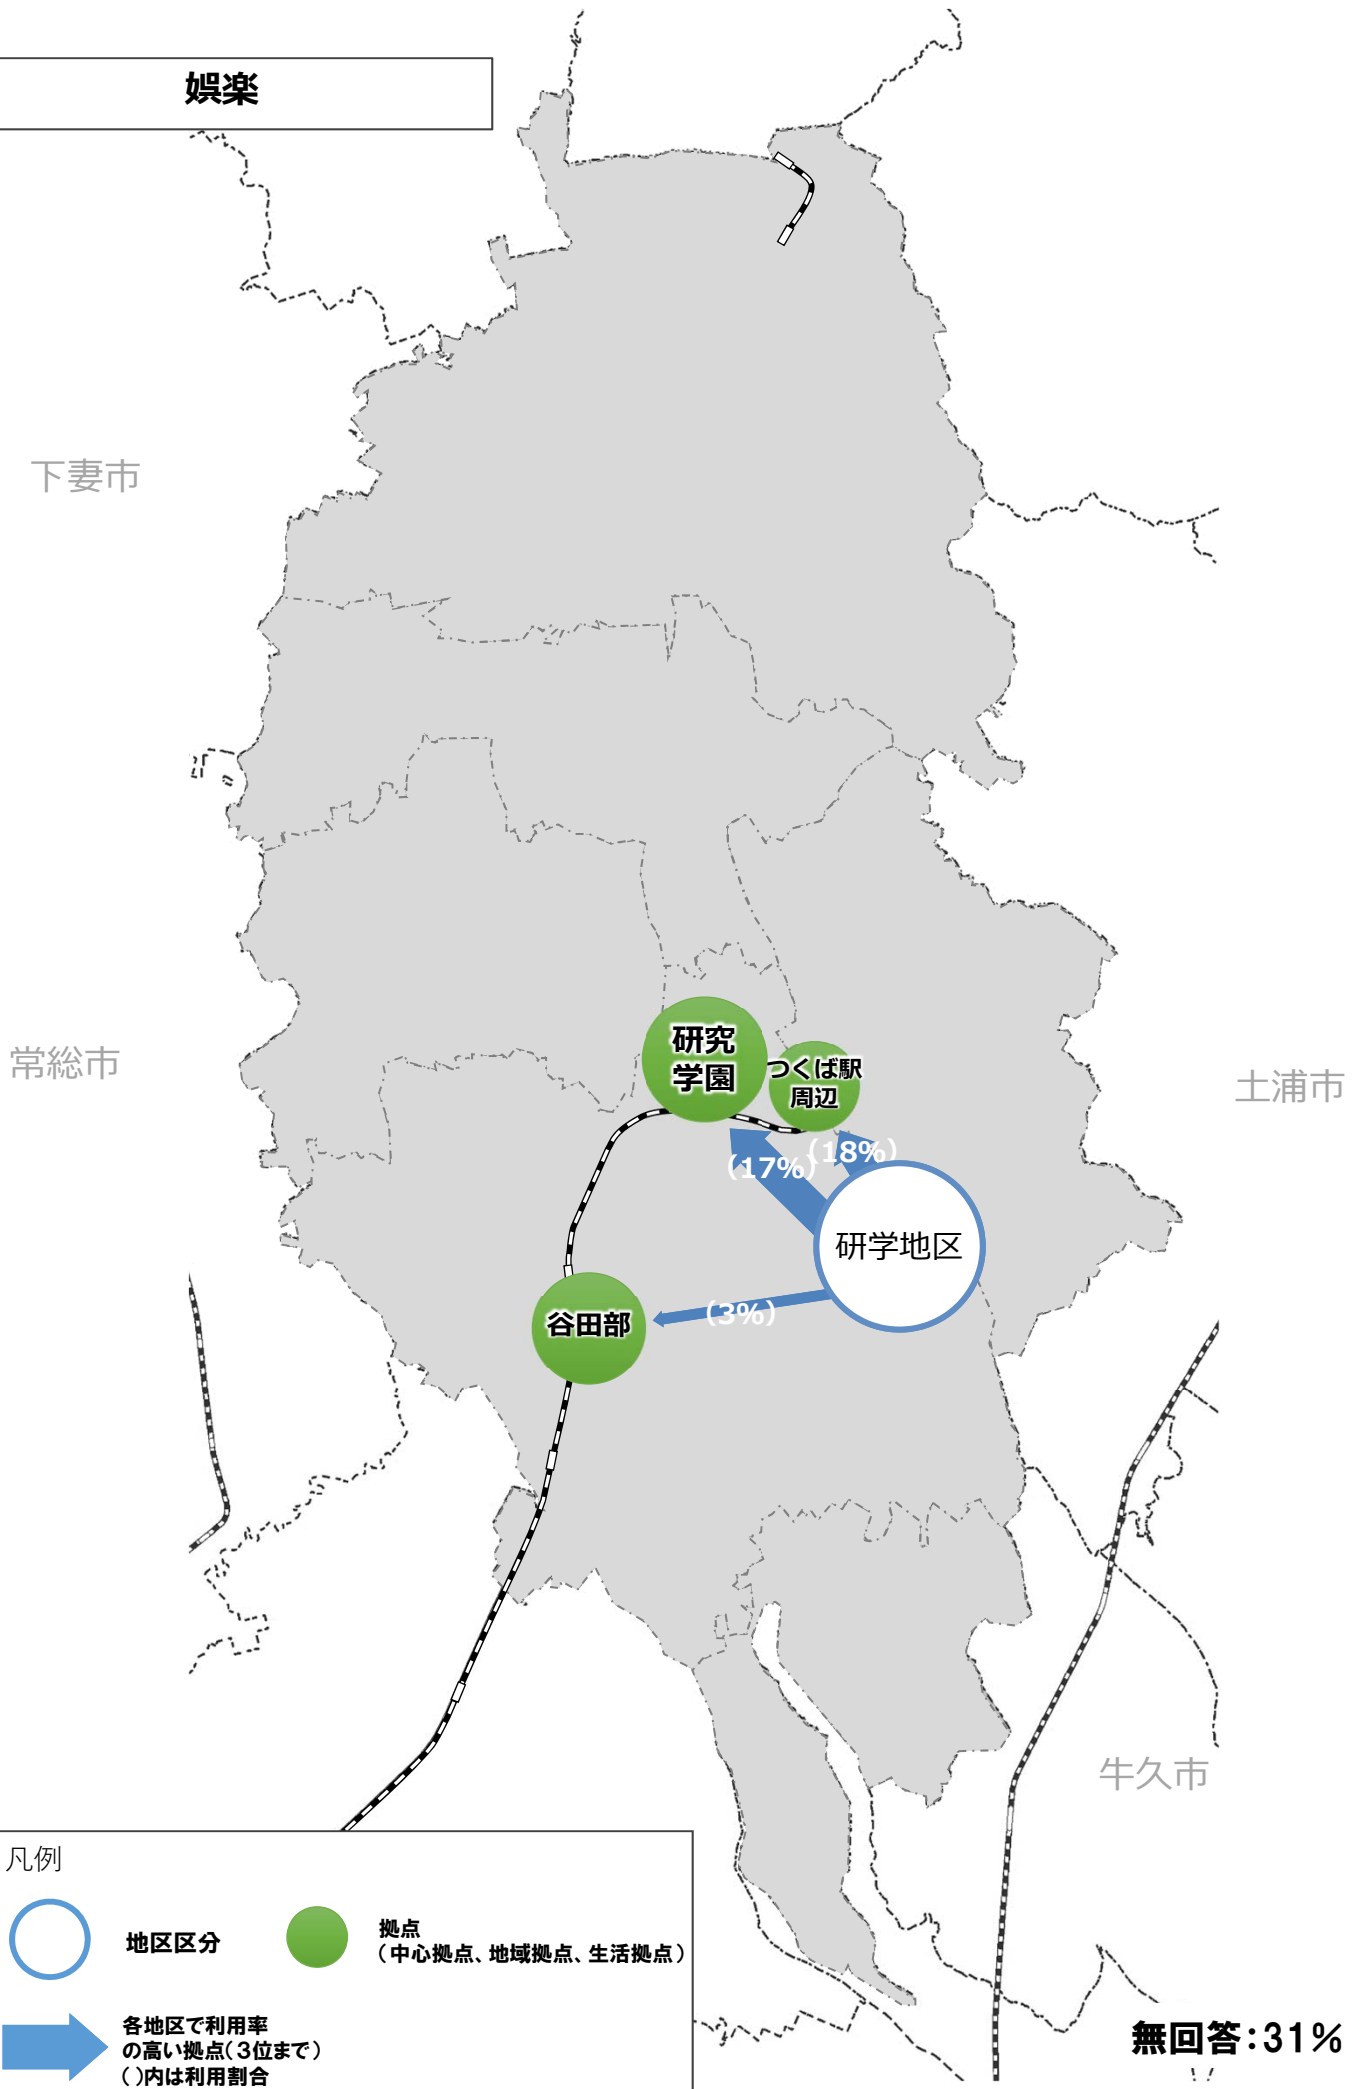 娯楽
下妻市
常総市
土浦市
研究
学園
つくば駅
周辺
(17%)
(18%)
研学地区
谷田部
(3%)
牛久市
凡例
地区区分
拠点
(中心拠点、地域拠点、生活拠点)
各地区で利用率
の高い拠点(3位まで)
( )内は利用割合
無回答:31%